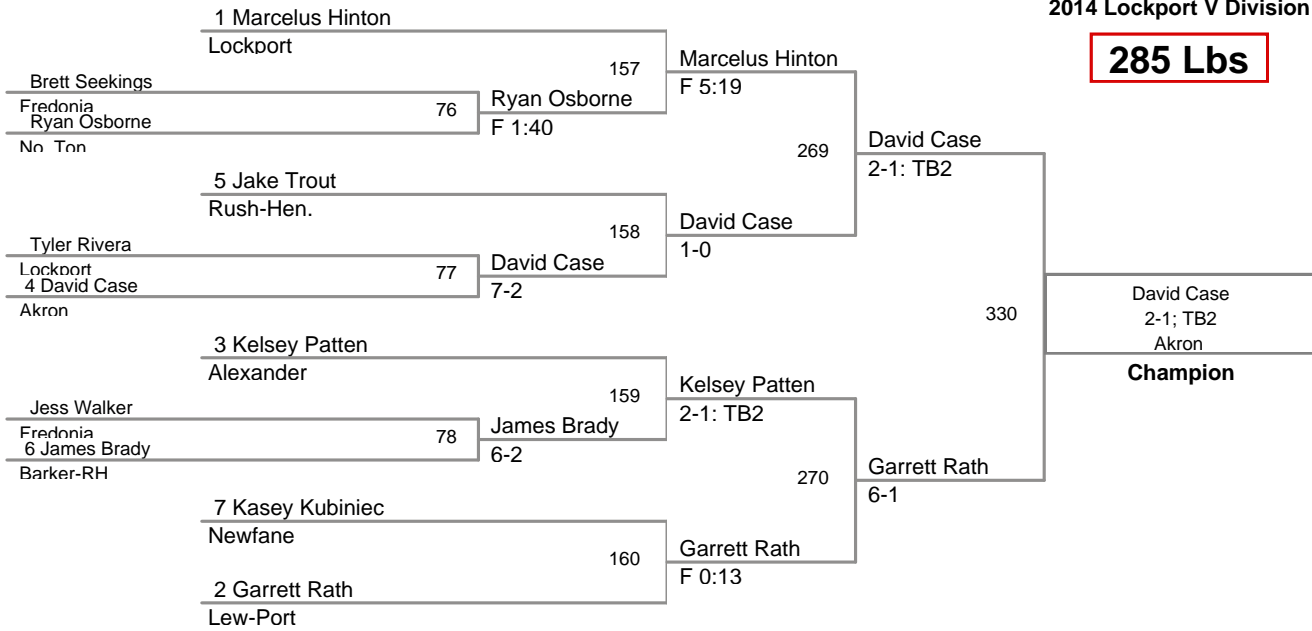 2014 Lockport V Division
285 Lbs
1 Marcelus Hinton
Lockport
157
Marcelus Hinton
F 5:19
Brett Seekings
Fredonia
76
Ryan Osborne
F 1:40
Ryan Osborne
No. Ton
269
David Case
2-1: TB2
5 Jake Trout
Rush-Hen.
158
David Case
1-0
Tyler Rivera
Lockport
77
David Case
7-2
4 David Case
Akron
330
David Case
2-1; TB2
Akron
Champion
3 Kelsey Patten
Alexander
159
Kelsey Patten
2-1: TB2
Jess Walker
Fredonia
78
James Brady
6-2
6 James Brady
Barker-RH
270
Garrett Rath
6-1
7 Kasey Kubiniec
Newfane
160
Garrett Rath
F 0:13
2 Garrett Rath
Lew-Port